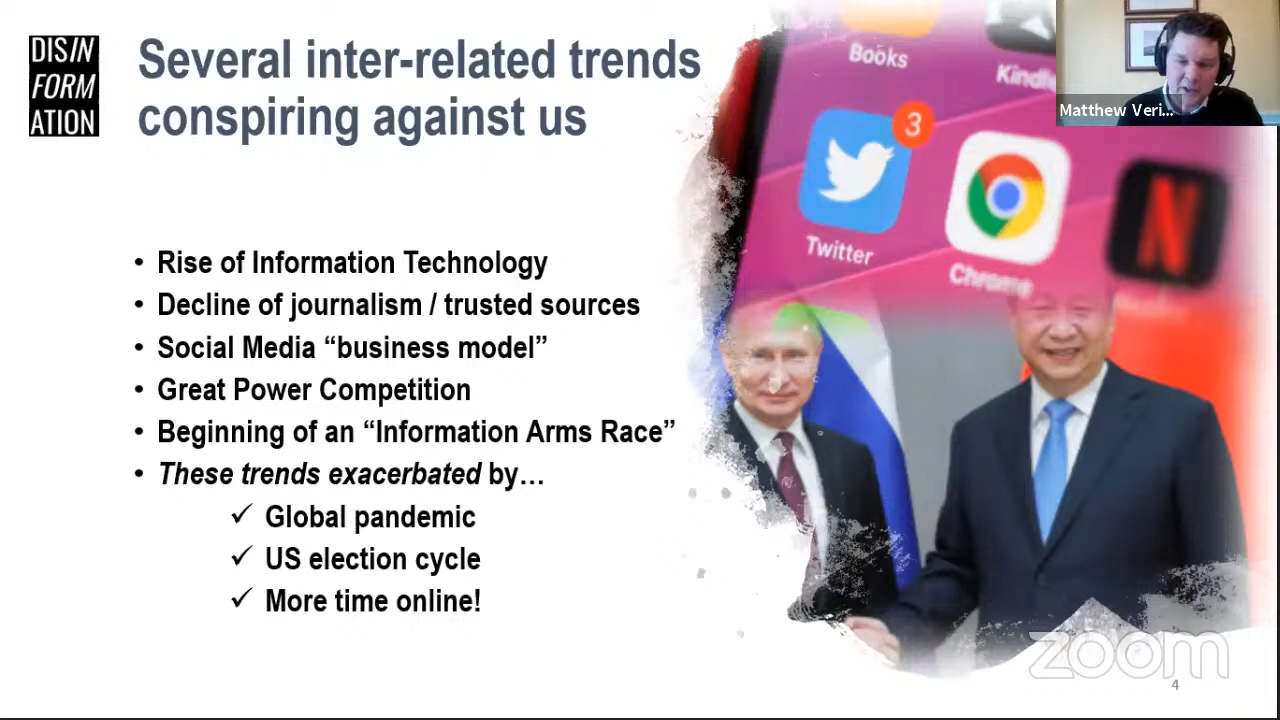 DISIN
FORM
ATION
Several inter-related trends
conspiring against us
• Rise of Information Technology
• Decline of journalism / trusted sources
• Social Media “business model”
• Great Power Competition
• Beginning of an “Information Arms Race”
• These trends exacerbated by…
✓ Global pandemic
✓ US election cycle
✓ More time online!
Books
Kindle
3
Twitter
Chrome
N
Matthew Veri...
zoom
4